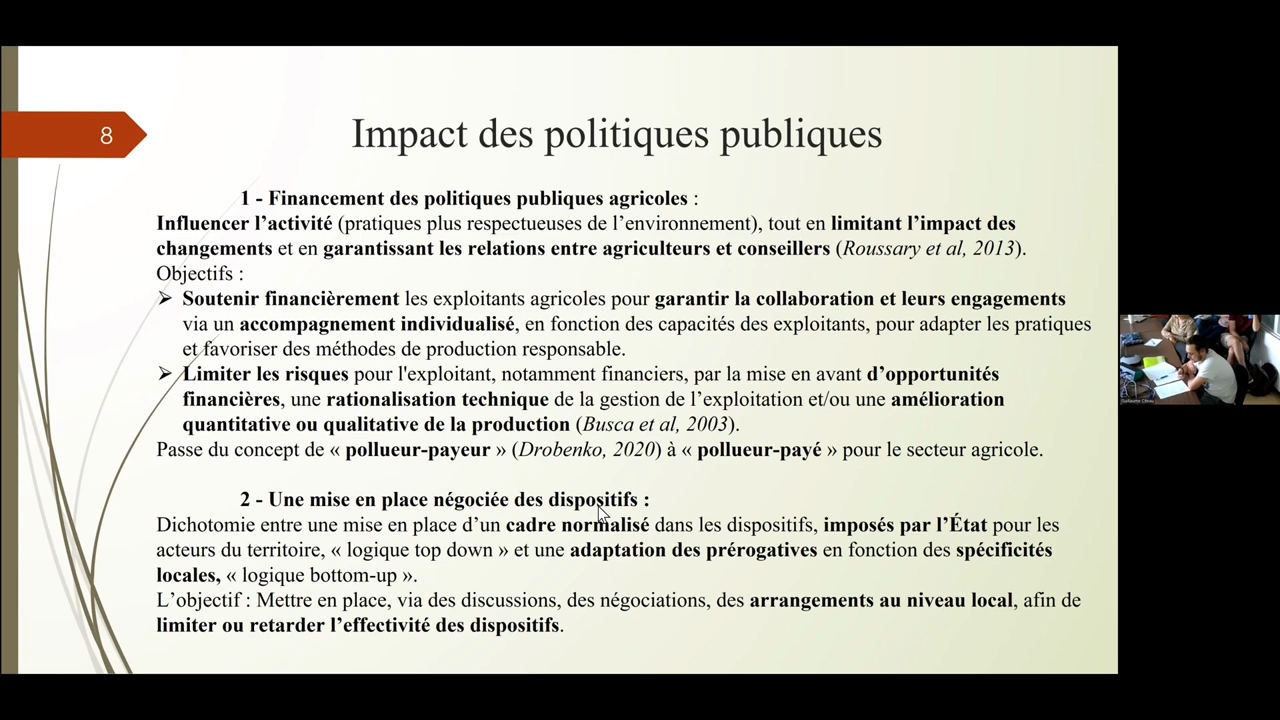 8
Impact des politiques publiques
1 - Financement des politiques publiques agricoles :
Influencer l’activité (pratiques plus respectueuses de l’environnement), tout en limitant l’impact des
changements et en garantissant les relations entre agriculteurs et conseillers (Roussary et al, 2013).
Objectifs :
➢ Soutenir financièrement les exploitants agricoles pour garantir la collaboration et leurs engagements
via un accompagnement individualisé, en fonction des capacités des exploitants, pour adapter les pratiques
et favoriser des méthodes de production responsable.
➢ Limiter les risques pour l'exploitant, notamment financiers, par la mise en avant d’opportunités
financières, une rationalisation technique de la gestion de l’exploitation et/ou une amélioration
quantitative ou qualitative de la production (Busca et al, 2003).
Passe du concept de « pollueur-payeur » (Drobenko, 2020) à « pollueur-payé » pour le secteur agricole.
2 - Une mise en place négociée des dispositifs :
Dichotomie entre une mise en place d’un cadre normalisé dans les dispositifs, imposés par l’État pour les
acteurs du territoire, « logique top down » et une adaptation des prérogatives en fonction des spécificités
locales, « logique bottom-up ».
L’objectif : Mettre en place, via des discussions, des négociations, des arrangements au niveau local, afin de
limiter ou retarder l’effectivité des dispositifs.